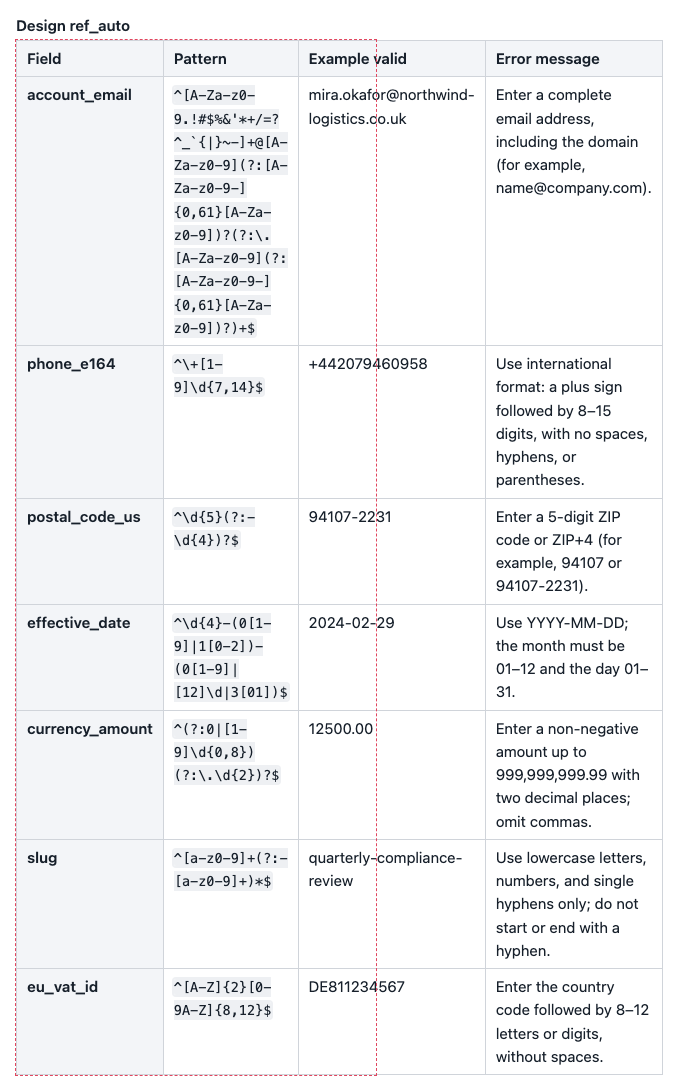 Design ref_auto
Field Pattern Example valid Error message
account_email
^[A-Za-z0-
9.!#$%&'*+/=?
^_`{|}~-]+@[A-
Za-z0-9](?:[A-
Za-z0-9-]
{0,61}[A-Za-
z0-9])?(?:\.
[A-Za-z0-9](?:
[A-Za-z0-9-]
{0,61}[A-Za-
z0-9])?)+$
mira.okafor@northwind-
logistics.co.uk
Enter a complete
email address,
including the domain
(for example,
name@company.com).
phone_e164
^\+[1-
9]\d{7,14}$
+442079460958
Use international
format: a plus sign
followed by 8–15
digits, with no spaces,
hyphens, or
parentheses.
postal_code_us
^\d{5}(?:-
\d{4})?$
94107-2231
Enter a 5-digit ZIP
code or ZIP+4 (for
example, 94107 or
94107-2231).
effective_date
^\d{4}-(0[1-
9]|1[0-2])-
(0[1-9]|
[12]\d|3[01])$
2024-02-29
Use YYYY-MM-DD;
the month must be
01–12 and the day 01–
31.
currency_amount
^(?:0|[1-
9]\d{0,8})
(?:\.\d{2})?$
12500.00
Enter a non-negative
amount up to
999,999,999.99 with
two decimal places;
omit commas.
slug
^[a-z0-9]+(?:-
[a-z0-9]+)*$
quarterly-compliance-
review
Use lowercase letters,
numbers, and single
hyphens only; do not
start or end with a
hyphen.
eu_vat_id
^[A-Z]{2}[0-
9A-Z]{8,12}$
DE811234567
Enter the country
code followed by 8–12
letters or digits,
without spaces.